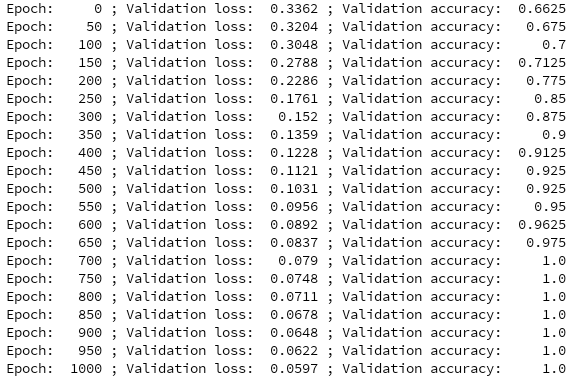 Epoch:     0 ; Validation loss:  0.3362 ; Validation accuracy:  0.6625
Epoch:    50 ; Validation loss:  0.3204 ; Validation accuracy:   0.675
Epoch:   100 ; Validation loss:  0.3048 ; Validation accuracy:     0.7
Epoch:   150 ; Validation loss:  0.2788 ; Validation accuracy:  0.7125
Epoch:   200 ; Validation loss:  0.2286 ; Validation accuracy:   0.775
Epoch:   250 ; Validation loss:  0.1761 ; Validation accuracy:    0.85
Epoch:   300 ; Validation loss:   0.152 ; Validation accuracy:   0.875
Epoch:   350 ; Validation loss:  0.1359 ; Validation accuracy:     0.9
Epoch:   400 ; Validation loss:  0.1228 ; Validation accuracy:  0.9125
Epoch:   450 ; Validation loss:  0.1121 ; Validation accuracy:   0.925
Epoch:   500 ; Validation loss:  0.1031 ; Validation accuracy:   0.925
Epoch:   550 ; Validation loss:  0.0956 ; Validation accuracy:    0.95
Epoch:   600 ; Validation loss:  0.0892 ; Validation accuracy:  0.9625
Epoch:   650 ; Validation loss:  0.0837 ; Validation accuracy:   0.975
Epoch:   700 ; Validation loss:   0.079 ; Validation accuracy:     1.0
Epoch:   750 ; Validation loss:  0.0748 ; Validation accuracy:     1.0
Epoch:   800 ; Validation loss:  0.0711 ; Validation accuracy:     1.0
Epoch:   850 ; Validation loss:  0.0678 ; Validation accuracy:     1.0
Epoch:   900 ; Validation loss:  0.0648 ; Validation accuracy:     1.0
Epoch:   950 ; Validation loss:  0.0622 ; Validation accuracy:     1.0
Epoch:  1000 ; Validation loss:  0.0597 ; Validation accuracy:     1.0